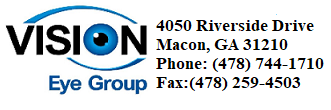 VISION
Eye Group
4050 Riverside Drive
Macon, GA 31210
Phone: (478) 744-1710
Fax:(478) 259-4503